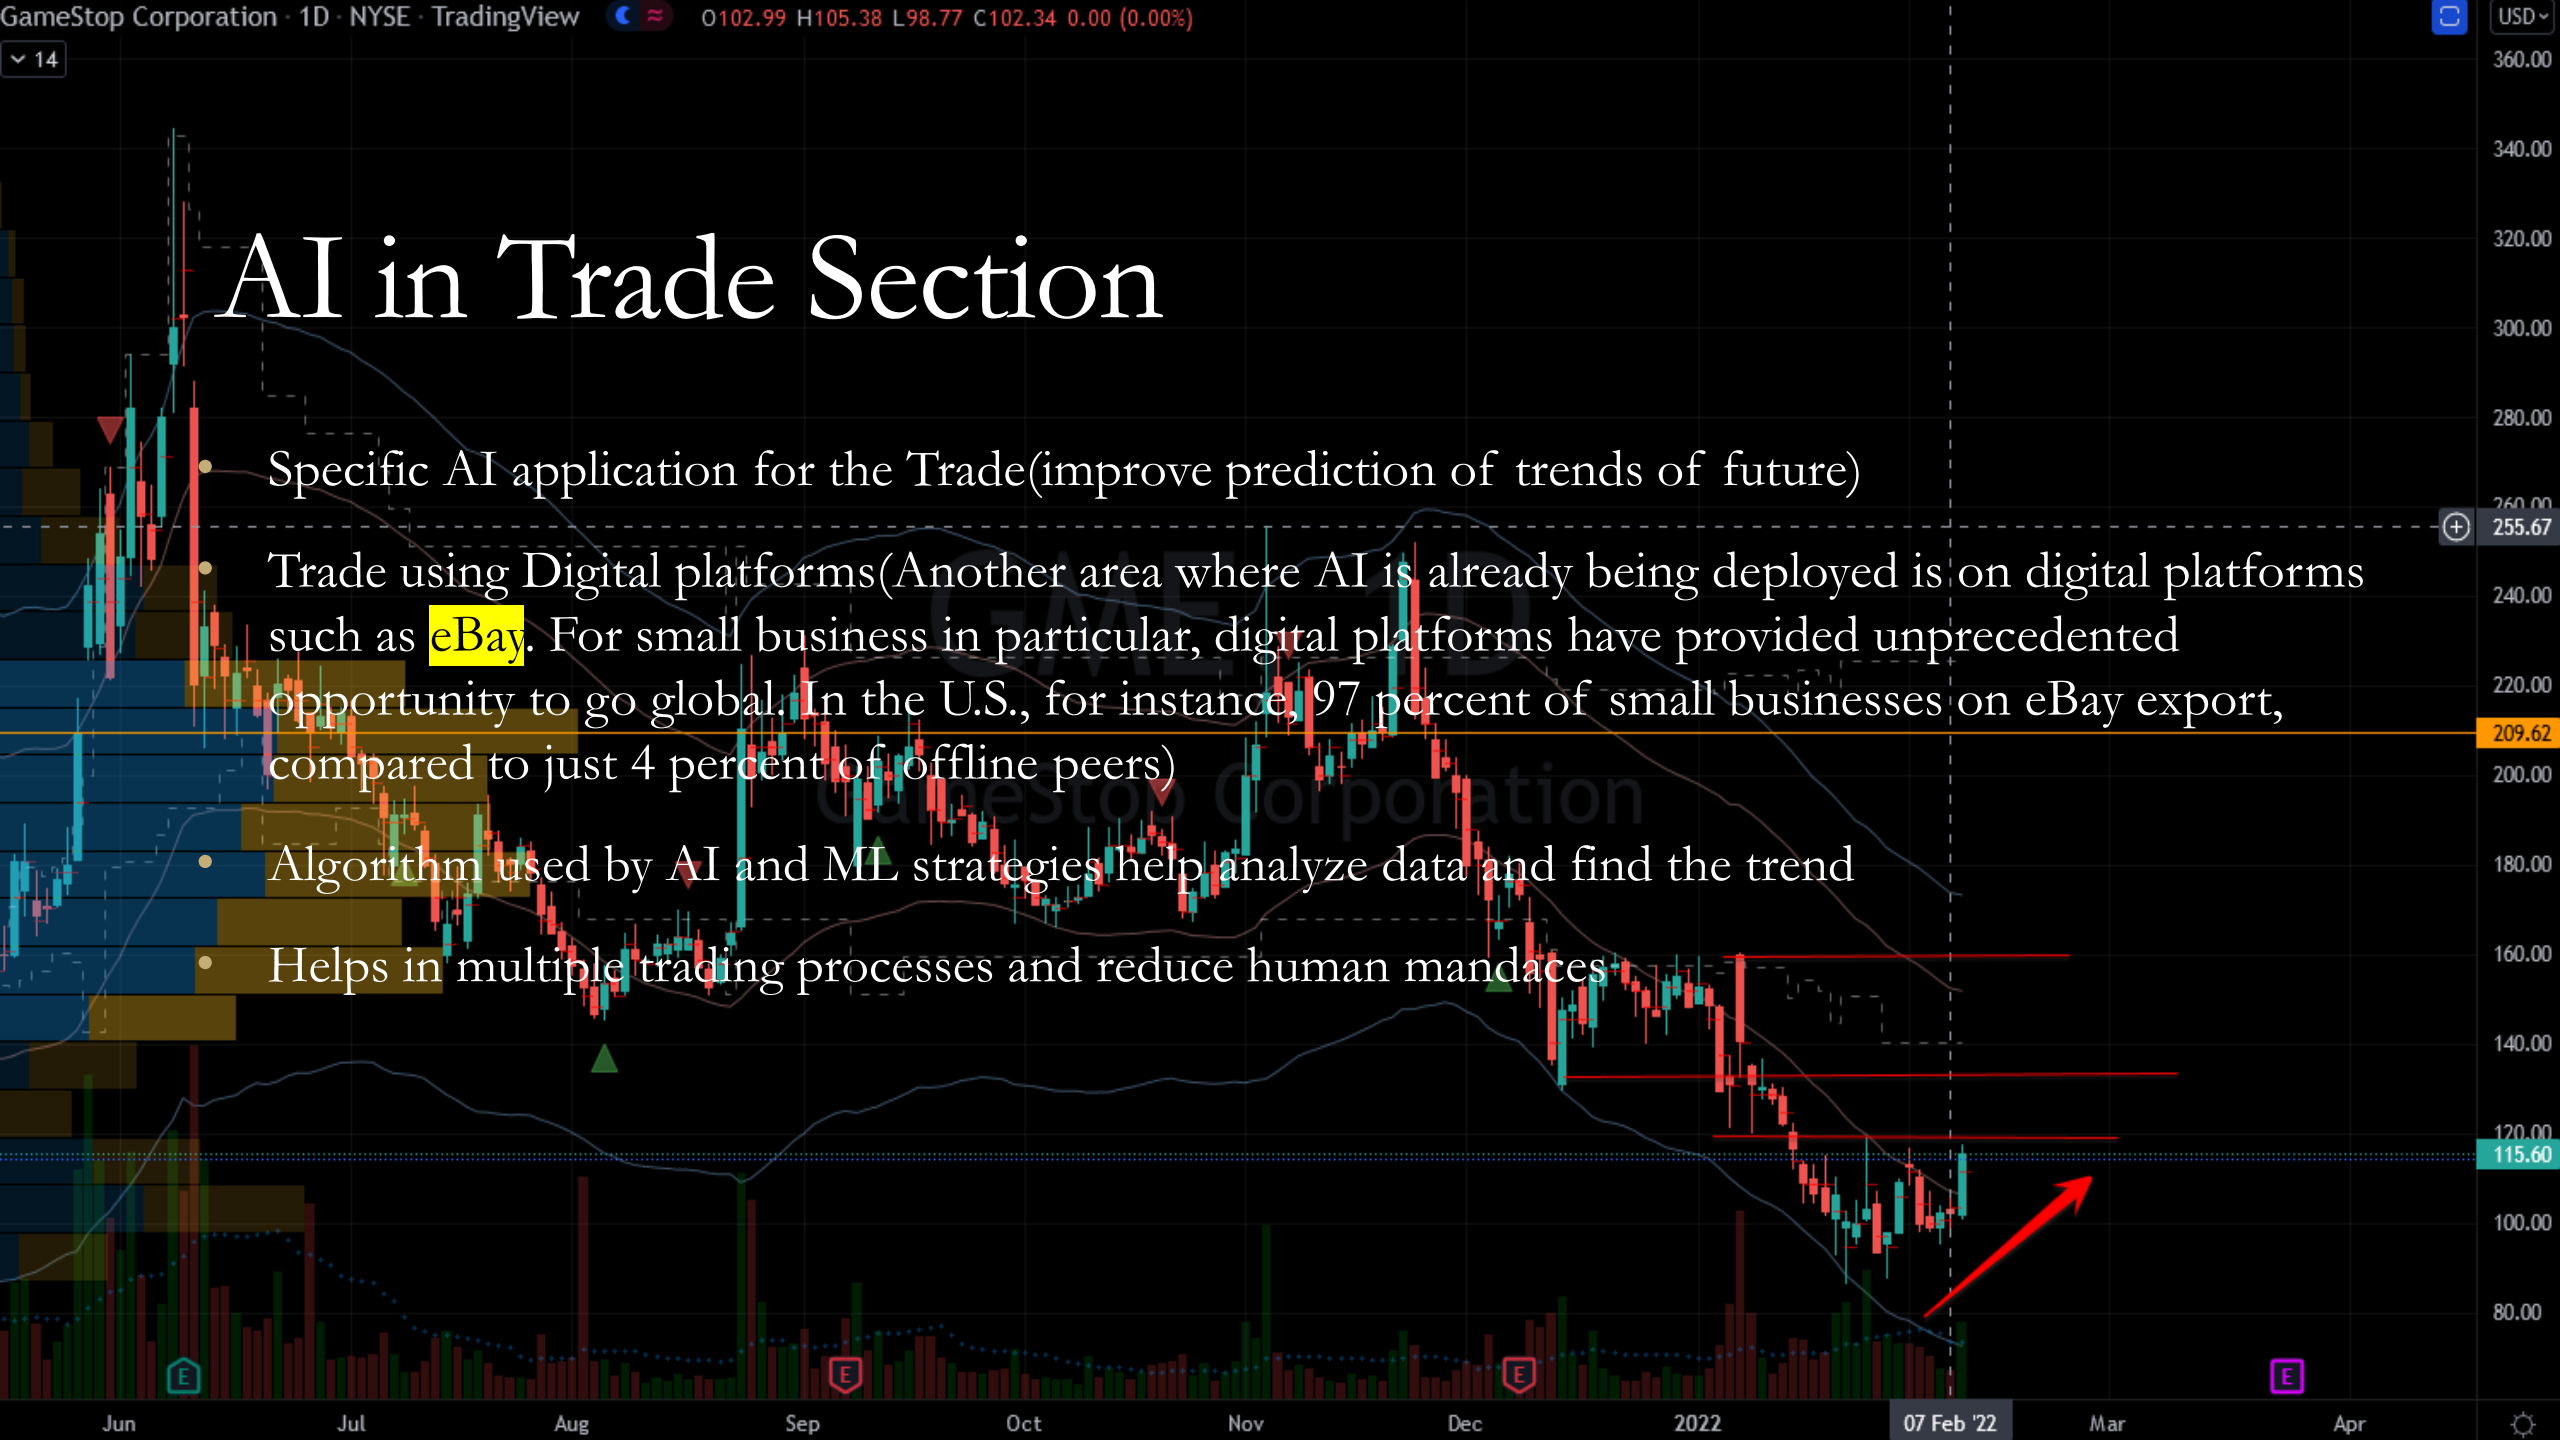 GameStop Corporation · 1D · NYSE · TradingView O102.99 H105.38 L98.77 C102.34 0.00 (0.00%) USD
14
360.00
340.00
320.00
AI in Trade Section
300.00
280.00
• Specific AI application for the Trade(improve prediction of trends of future)
260.00
255.67
• Trade using Digital platforms(Another area where AI is already being deployed is on digital platforms
such as eBay. For small business in particular, digital platforms have provided unprecedented
opportunity to go global. In the U.S., for instance, 97 percent of small businesses on eBay export,
compared to just 4 percent of offline peers)
GME 1D
GameStop Corporation
240.00
220.00
209.62
200.00
• Algorithm used by AI and ML strategies help analyze data and find the trend
180.00
• Helps in multiple trading processes and reduce human mandaces
160.00
140.00
120.00
115.60
100.00
80.00
E E E E
Jun Jul Aug Sep Oct Nov Dec 2022 07 Feb '22 Mar Apr